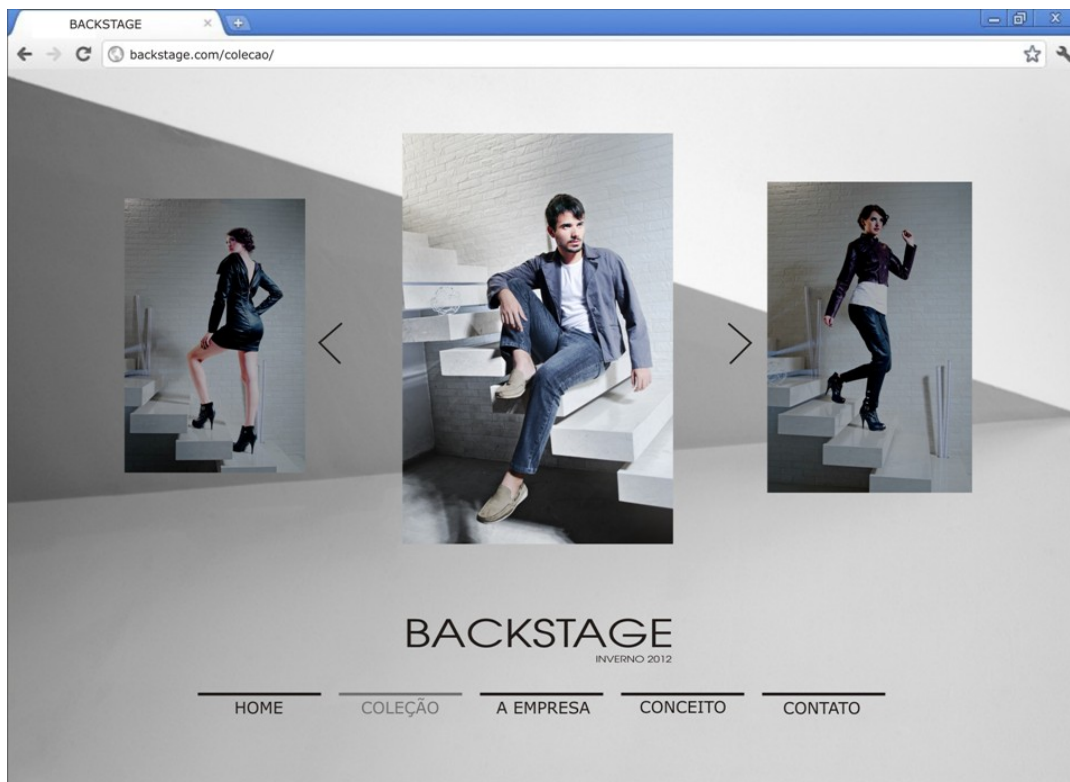 BACKSTAGE
backstage.com/colecao/
BACKSTAGE
INVERNO 2012
HOME COLEÇÃO A EMPRESA CONCEITO CONTATO